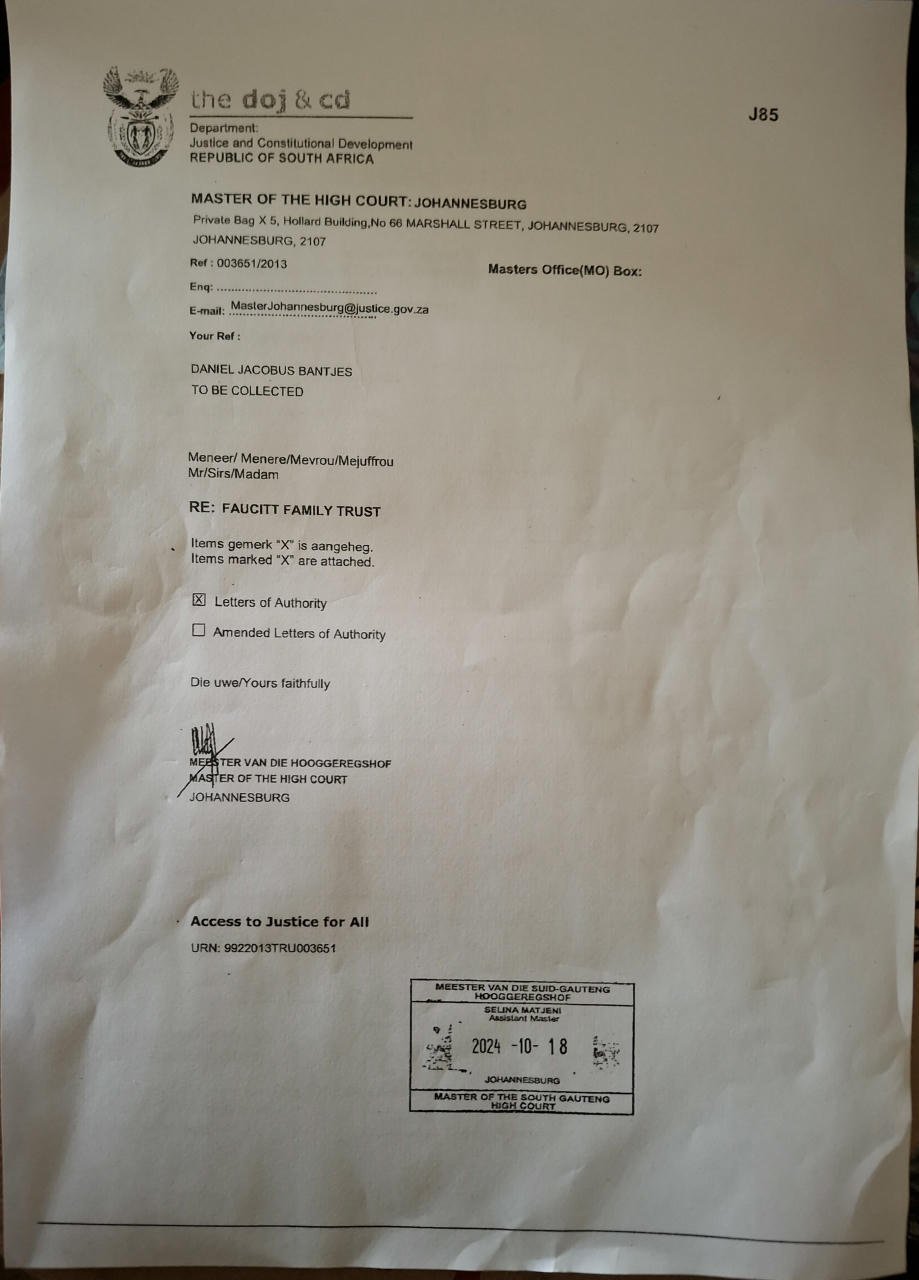 the doj & cd
J85
Department:
Justice and Constitutional Development
REPUBLIC OF SOUTH AFRICA
MASTER OF THE HIGH COURT: JOHANNESBURG
Private Bag X 5, Hollard Building,No 66 MARSHALL STREET, JOHANNESBURG, 2107
JOHANNESBURG, 2107
Ref : 003651/2013
Masters Office(MO) Box:
Enq: ........................................
E-mail: MasterJohannesburg@justice.gov.za
Your Ref :
DANIEL JACOBUS BANTJES
TO BE COLLECTED
Meneer/ Menere/Mevrou/Mejuffrou
Mr/Sirs/Madam
RE: FAUCITT FAMILY TRUST
Items gemerk "X" is aangeheg.
Items marked "X" are attached.
X Letters of Authority
Amended Letters of Authority
Die uwe/Yours faithfully
MEESTER VAN DIE HOOGGEREGSHOF
MASTER OF THE HIGH COURT
JOHANNESBURG
Access to Justice for All
URN: 9922013TRU003651
MEESTER VAN DIE SUID-GAUTENG
HOOGGEREGSHOF
SELINA MATJENI
Assistant Master
2024 -10- 18
JOHANNESBURG
MASTER OF THE SOUTH GAUTENG
HIGH COURT